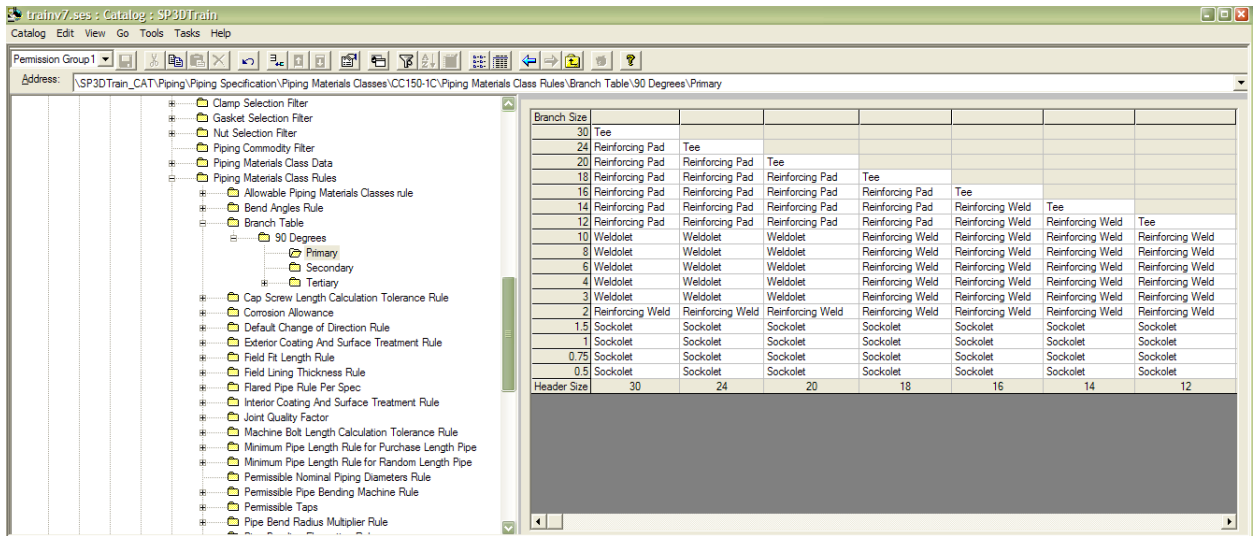 trainv7.ses : Catalog : SP3DTrain
Catalog Edit View Go Tools Tasks Help
Permission Group1
Address: \SP3DTrain_CAT\Piping\Piping Specification\Piping Materials Classes\CC150-1C\Piping Materials Class Rules\Branch Table\90 Degrees\Primary
Clamp Selection Filter
Gasket Selection Filter
Nut Selection Filter
Piping Commodity Filter
Piping Materials Class Data
Piping Materials Class Rules
Allowable Piping Materials Classes rule
Bend Angles Rule
Branch Table
90 Degrees
Primary
Secondary
Tertiary
Cap Screw Length Calculation Tolerance Rule
Corrosion Allowance
Default Change of Direction Rule
Exterior Coating And Surface Treatment Rule
Field Fit Length Rule
Field Lining Thickness Rule
Flared Pipe Rule Per Spec
Interior Coating And Surface Treatment Rule
Joint Quality Factor
Machine Bolt Length Calculation Tolerance Rule
Minimum Pipe Length Rule for Purchase Length Pipe
Minimum Pipe Length Rule for Random Length Pipe
Permissible Nominal Piping Diameters Rule
Permissible Pipe Bending Machine Rule
Permissible Taps
Pipe Bend Radius Multiplier Rule
Branch Size
30 Tee
24 Reinforcing Pad Tee
20 Reinforcing Pad Reinforcing Pad Tee
18 Reinforcing Pad Reinforcing Pad Reinforcing Pad Tee
16 Reinforcing Pad Reinforcing Pad Reinforcing Pad Reinforcing Pad Tee
14 Reinforcing Pad Reinforcing Pad Reinforcing Pad Reinforcing Pad Reinforcing Weld Tee
12 Reinforcing Pad Reinforcing Pad Reinforcing Pad Reinforcing Pad Reinforcing Weld Reinforcing Weld Tee
10 Weldolet Weldolet Weldolet Reinforcing Weld Reinforcing Weld Reinforcing Weld Reinforcing Weld
8 Weldolet Weldolet Weldolet Reinforcing Weld Reinforcing Weld Reinforcing Weld Reinforcing Weld
6 Weldolet Weldolet Weldolet Reinforcing Weld Reinforcing Weld Reinforcing Weld Reinforcing Weld
4 Weldolet Weldolet Weldolet Reinforcing Weld Reinforcing Weld Reinforcing Weld Reinforcing Weld
3 Weldolet Weldolet Weldolet Reinforcing Weld Reinforcing Weld Reinforcing Weld Reinforcing Weld
2 Reinforcing Weld Reinforcing Weld Reinforcing Weld Reinforcing Weld Reinforcing Weld Reinforcing Weld Reinforcing Weld
1.5 Sockolet Sockolet Sockolet Sockolet Sockolet Sockolet Sockolet
1 Sockolet Sockolet Sockolet Sockolet Sockolet Sockolet Sockolet
0.75 Sockolet Sockolet Sockolet Sockolet Sockolet Sockolet Sockolet
0.5 Sockolet Sockolet Sockolet Sockolet Sockolet Sockolet Sockolet
Header Size 30 24 20 18 16 14 12